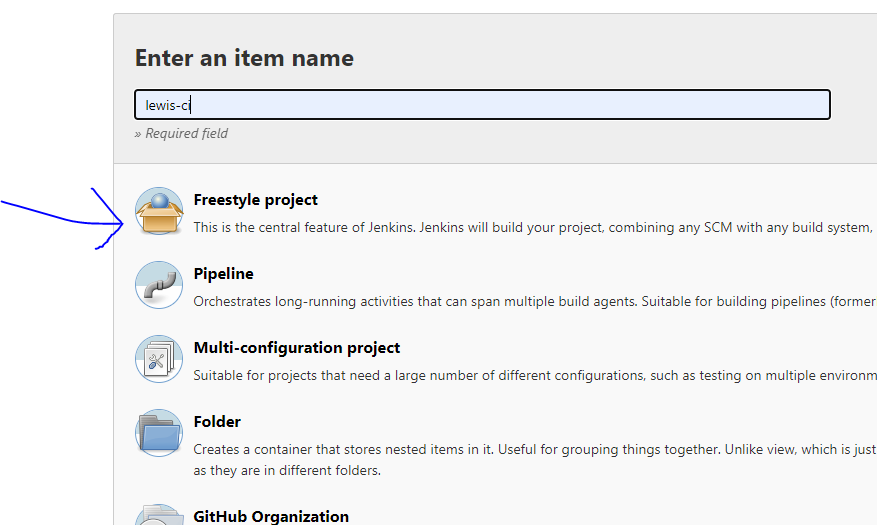 Enter an item name
lewis-ci
» Required field
Freestyle project
This is the central feature of Jenkins. Jenkins will build your project, combining any SCM with any build system,
Pipeline
Orchestrates long-running activities that can span multiple build agents. Suitable for building pipelines (former
Multi-configuration project
Suitable for projects that need a large number of different configurations, such as testing on multiple environm
Folder
Creates a container that stores nested items in it. Useful for grouping things together. Unlike view, which is just
as they are in different folders.
GitHub Organization